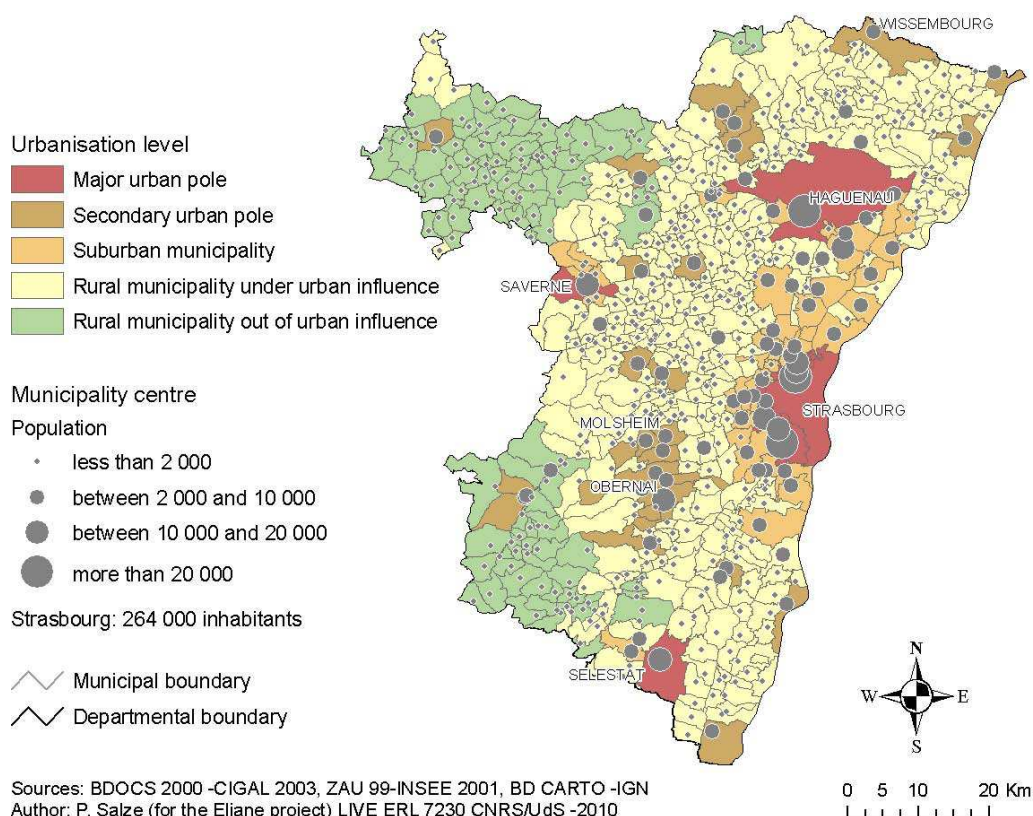 WISSEMBOURG
Urbanisation level
Major urban pole
Secondary urban pole
HAGUENAU
Suburban municipality
Rural municipality under urban influence
SAVERNE
Rural municipality out of urban influence
Municipality centre
Population
STRASBOURG
MOLSHEIM
less than 2 000
between 2 000 and 10 000
OBERNAI
between 10 000 and 20 000
more than 20 000
Strasbourg: 264 000 inhabitants
SELESTAT
Municipal boundary
Departmental boundary
N
W E
S
Sources: BDOCS 2000 -CIGAL 2003, ZAU 99-INSEE 2001, BD CARTO -IGN
Author: P. Salze (for the Eliane project) LIVE ERL 7230 CNRS/UdS -2010
0 10 20 Km